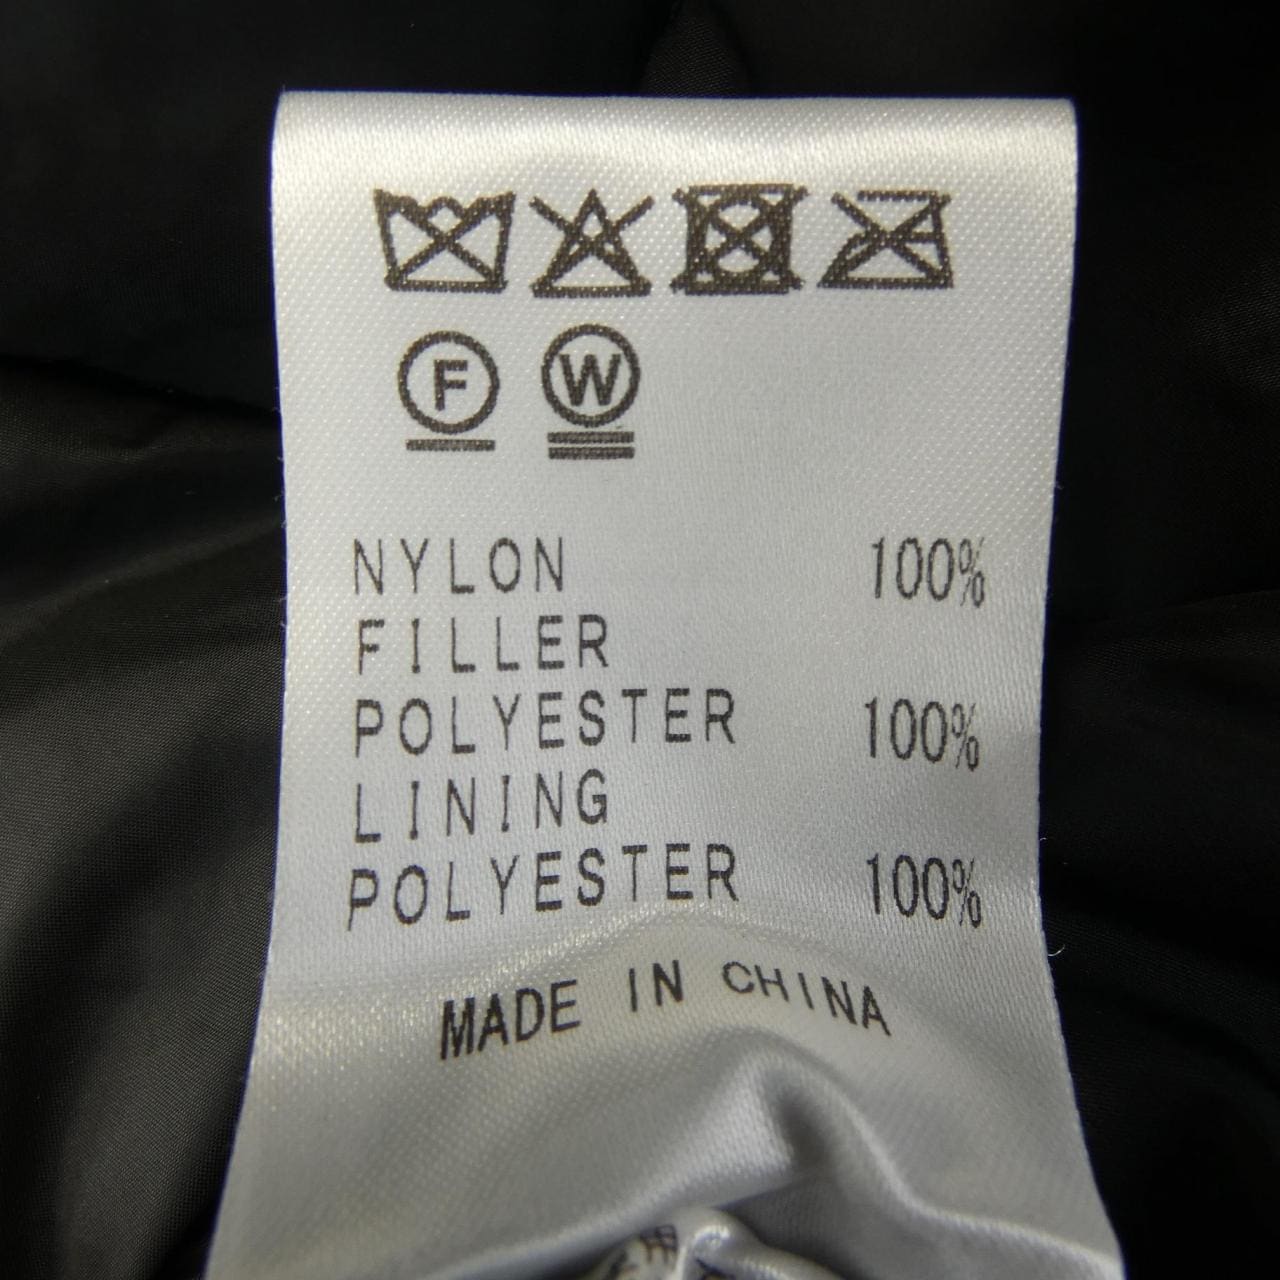 F W
NYLON 100%
FILLER
POLYESTER 100%
LINING
POLYESTER 100%
MADE IN CHINA